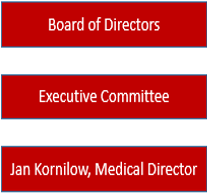 Board of Directors
Executive Committee
Jan Kornilow, Medical Director